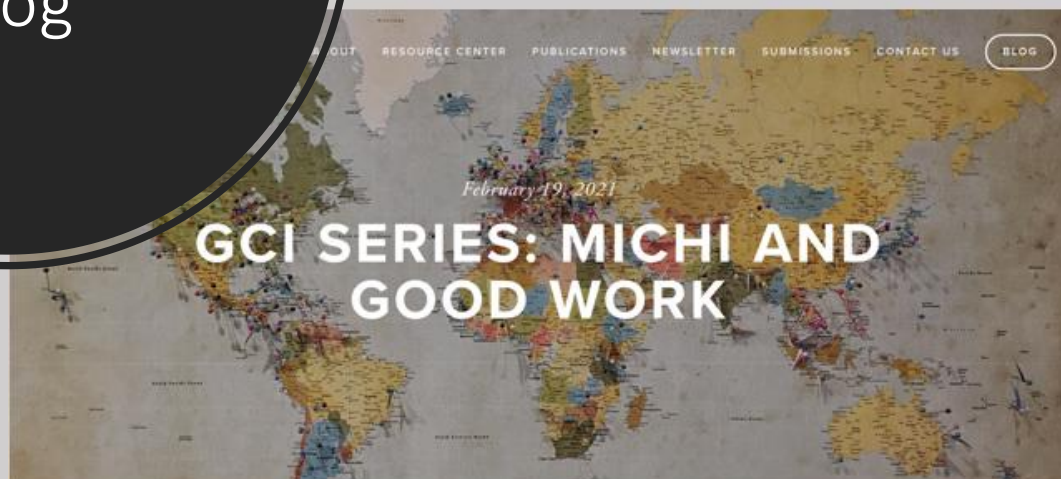 og
OUT RESOURCE CENTER PUBLICATIONS NEWSLETTER SUBMISSIONS CONTACT US BLOG
February 19, 2021
GCI SERIES: MICHI AND
GOOD WORK